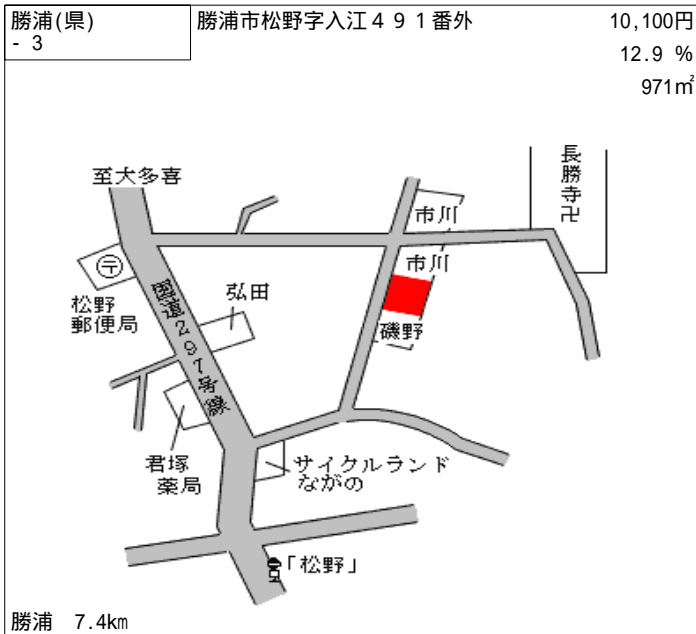 勝浦(県)
- 3
勝浦市松野字入江４９１番外
10,100円
12.9 %
971㎡
至大多喜
長勝寺卍
市川
市川
〒
松野
郵便局
弘田
国道297号線
磯野
君塚
薬局
サイクルランド
ながの
「松野」
勝浦 7.4km